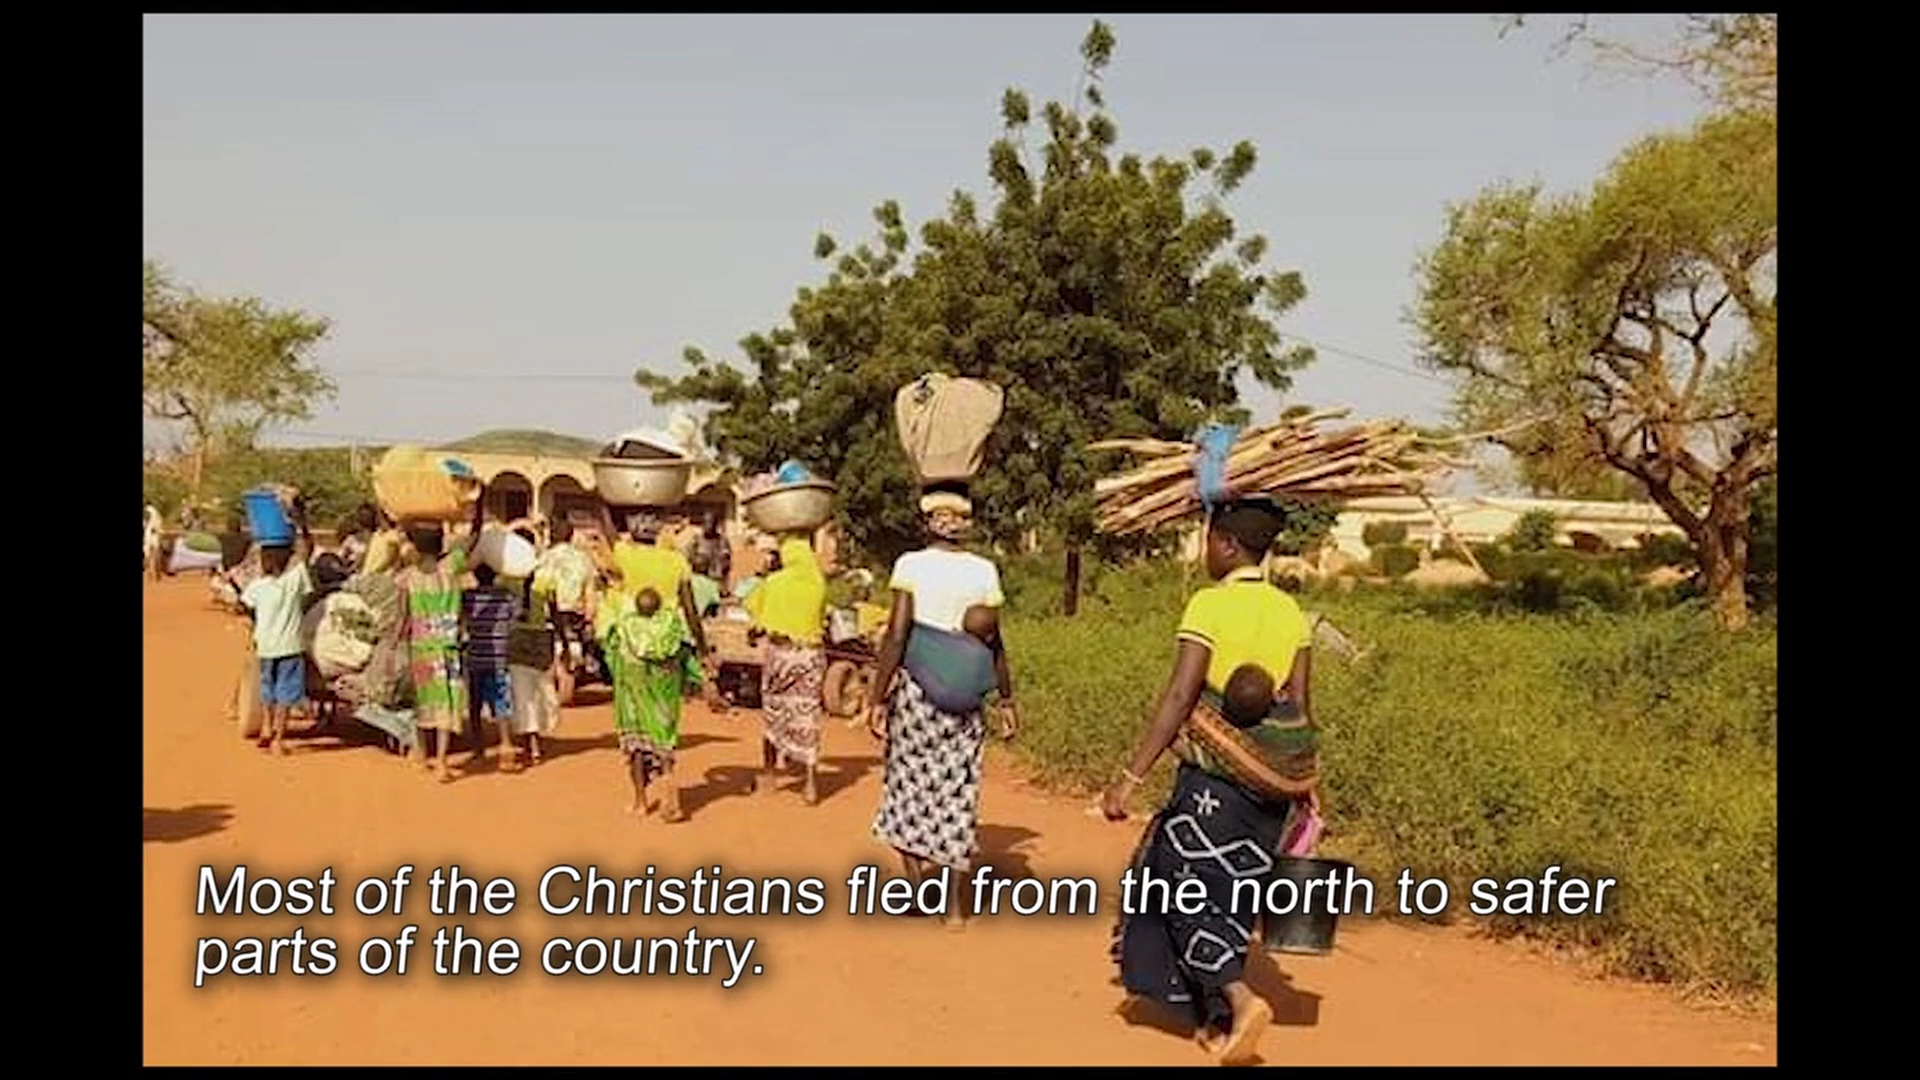 Most of the Christians fled from the north to safer
parts of the country.